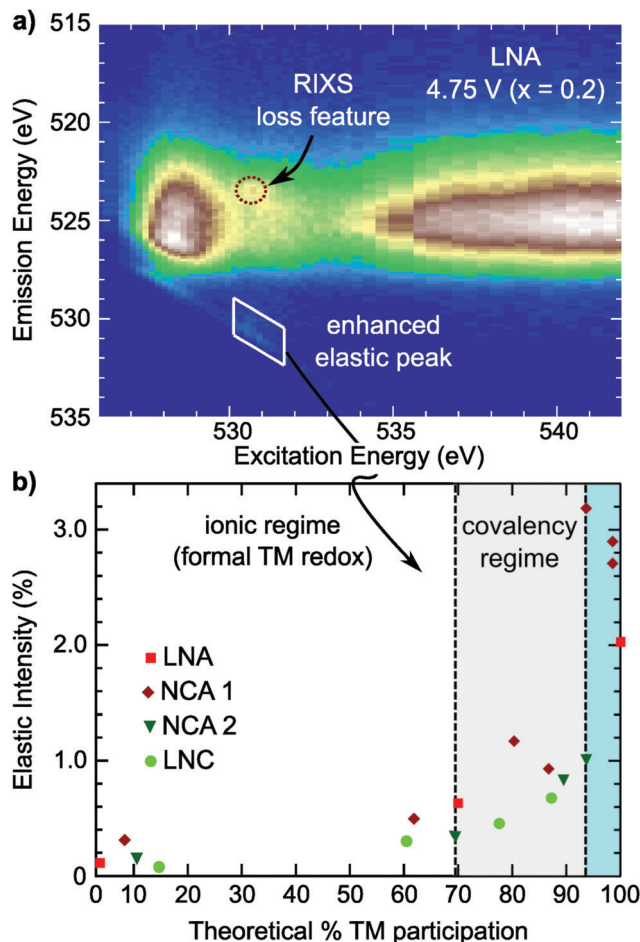 a)
515
520
525
530
535
Emission Energy (eV)
LNA
4.75 V (x = 0.2)
RIXS
loss feature
enhanced
elastic peak
530
535
540
Excitation Energy (eV)
b)
3.0
2.0
1.0
0
Elastic Intensity (%)
ionic regime
(formal TM redox)
covalency
regime
LNA
NCA 1
NCA 2
LNC
0 10 20 30 40 50 60 70 80 90 100
Theoretical % TM participation